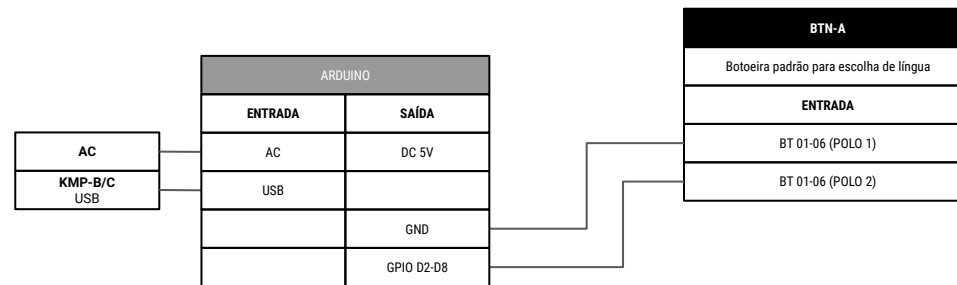 BTN-A
Botoeira padrão para escolha de língua
ENTRADA
BT 01-06 (POLO 1)
BT 01-06 (POLO 2)
ARDUINO
ENTRADA SAÍDA
AC DC 5V
USB
GND
GPIO D2-D8
AC
KMP-B/C
USB